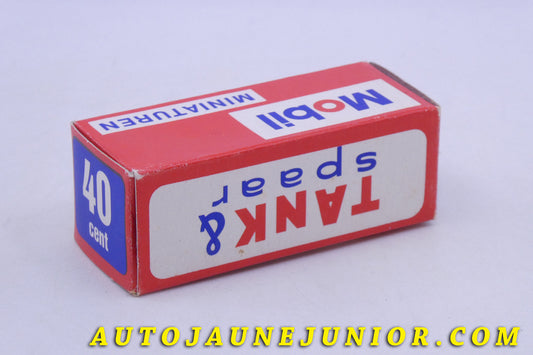 Mobil
MINIATUREN
40
cent
TANK &
spaar
AUTOJAUNEJUNIOR.COM